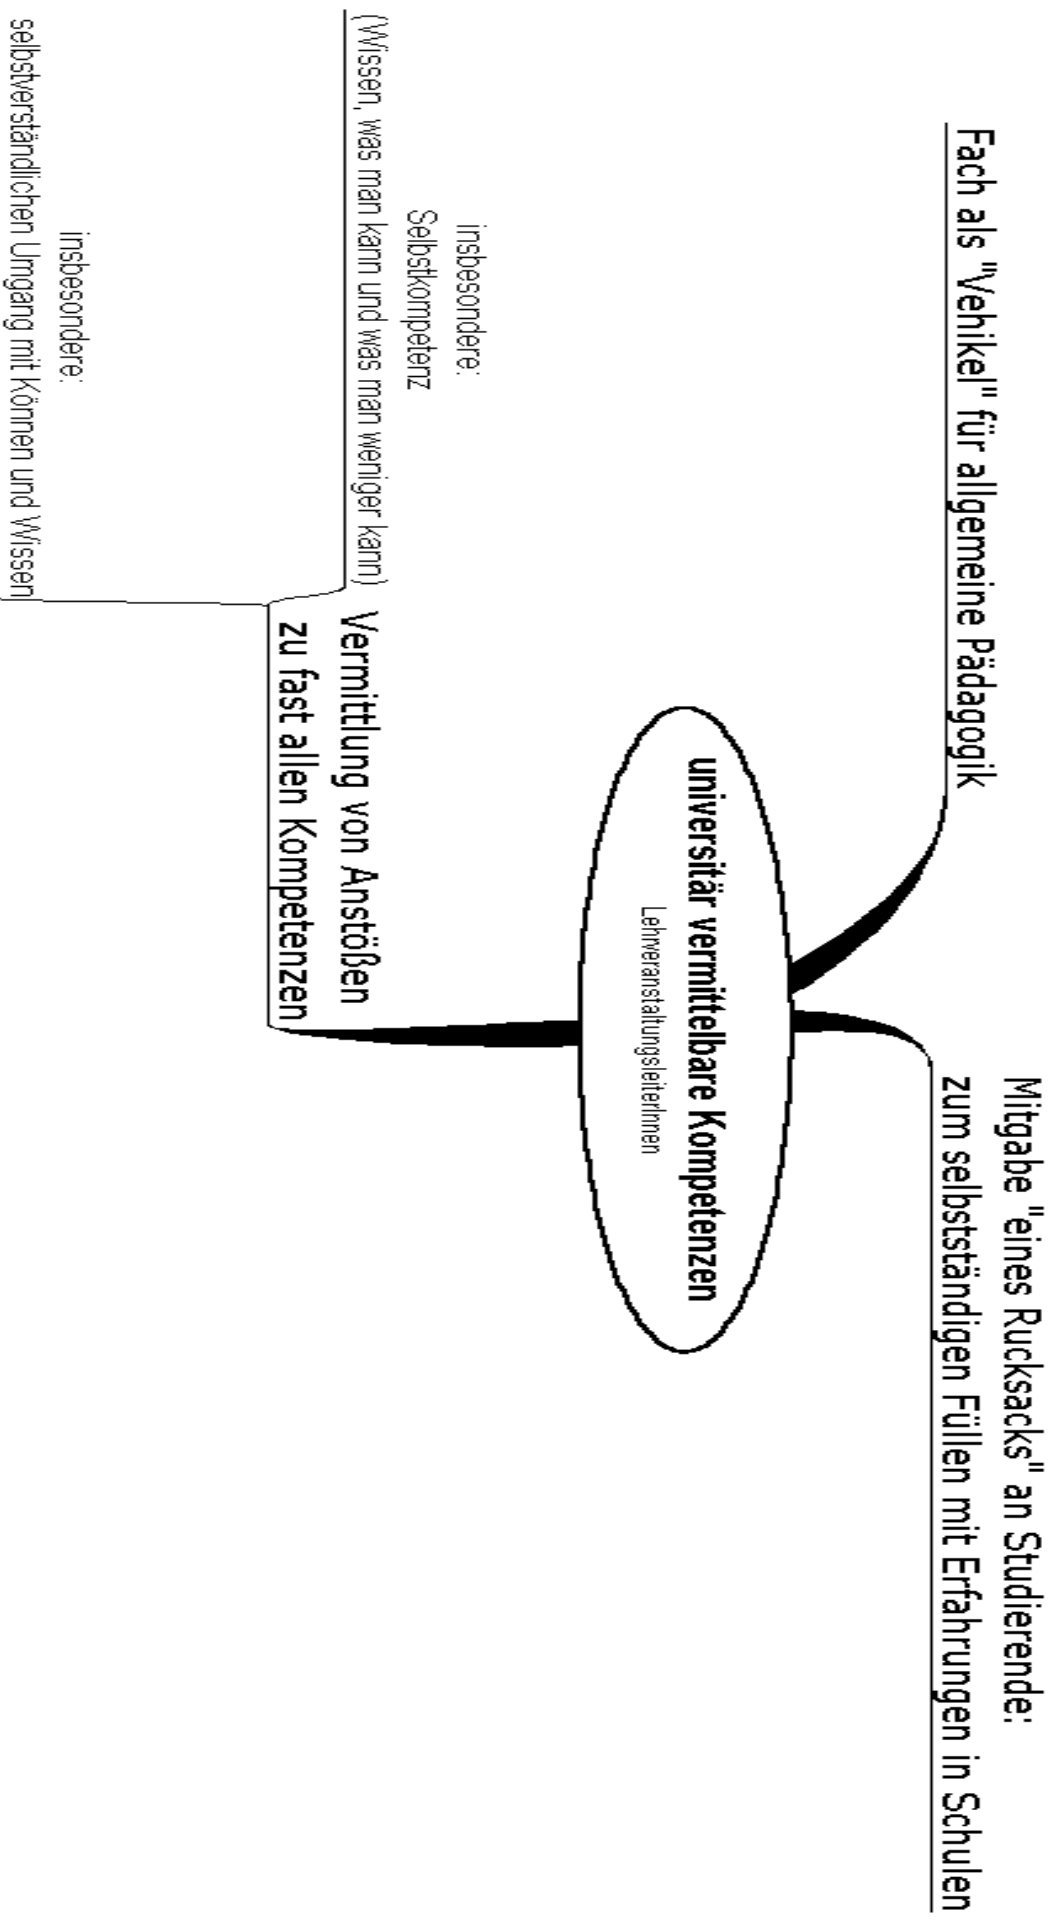 Mitgabe "eines Rucksacks" an Studierende:
zum selbstständigen Füllen mit Erfahrungen in Schulen
Fach als "Vehikel" für allgemeine Pädagogik
universitär vermittelbare Kompetenzen
LehrveranstaltungsleiterInnen
insbesondere:
Selbstkompetenz
(Wissen, was man kann und was man weniger kann)
Vermittlung von Anstößen
zu fast allen Kompetenzen
insbesondere:
selbstverständlichen Umgang mit Können und Wissen